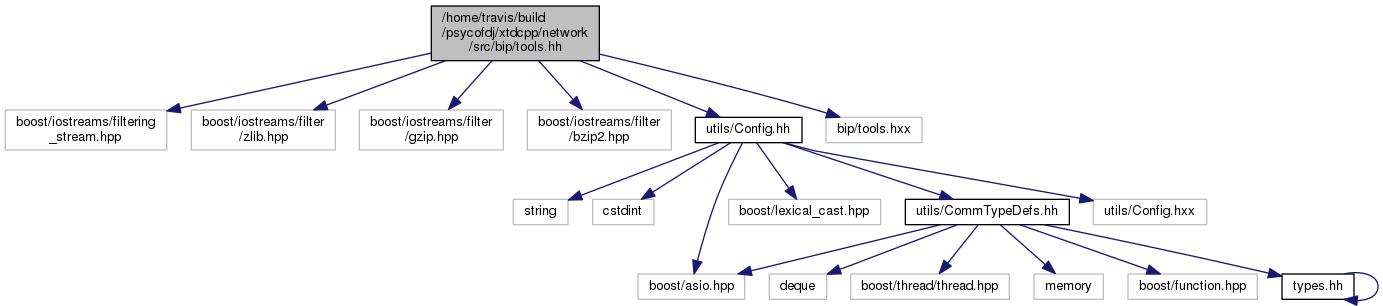 /home/travis/build
/psycofdj/xtdcpp/network
/src/bip/tools.hh
boost/iostreams/filtering
_stream.hpp
boost/iostreams/filter
/zlib.hpp
boost/iostreams/filter
/gzip.hpp
boost/iostreams/filter
/bzip2.hpp
utils/Config.hh
bip/tools.hxx
string
cstdint
boost/lexical_cast.hpp
utils/CommTypeDefs.hh
utils/Config.hxx
boost/asio.hpp
deque
boost/thread/thread.hpp
memory
boost/function.hpp
types.hh